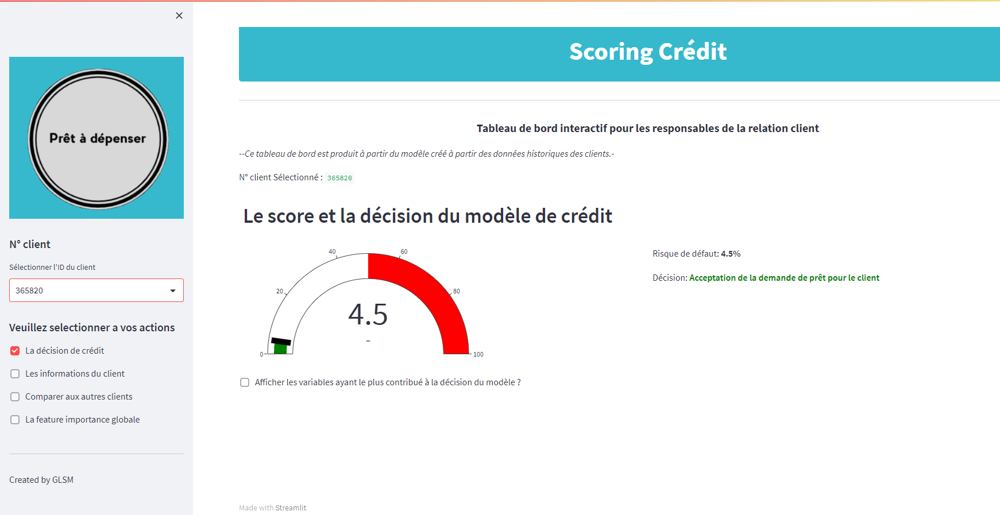 Prêt à dépenser
N° client
Sélectionner l'ID du client
365820
Veuillez selectionner a vos actions
La décision de crédit
Les informations du client
Comparer aux autres clients
La feature importance globale
Created by GLSM
Scoring Crédit
Tableau de bord interactif pour les responsables de la relation client
--Ce tableau de bord est produit à partir du modèle créé à partir des données historiques des clients.-
N° client Sélectionné : 365820
Le score et la décision du modèle de crédit
0
20
40
60
80
100
4.5
-
Risque de défaut: 4.5%
Décision: Acceptation de la demande de prêt pour le client
Afficher les variables ayant le plus contribué à la décision du modèle ?
Made with Streamlit